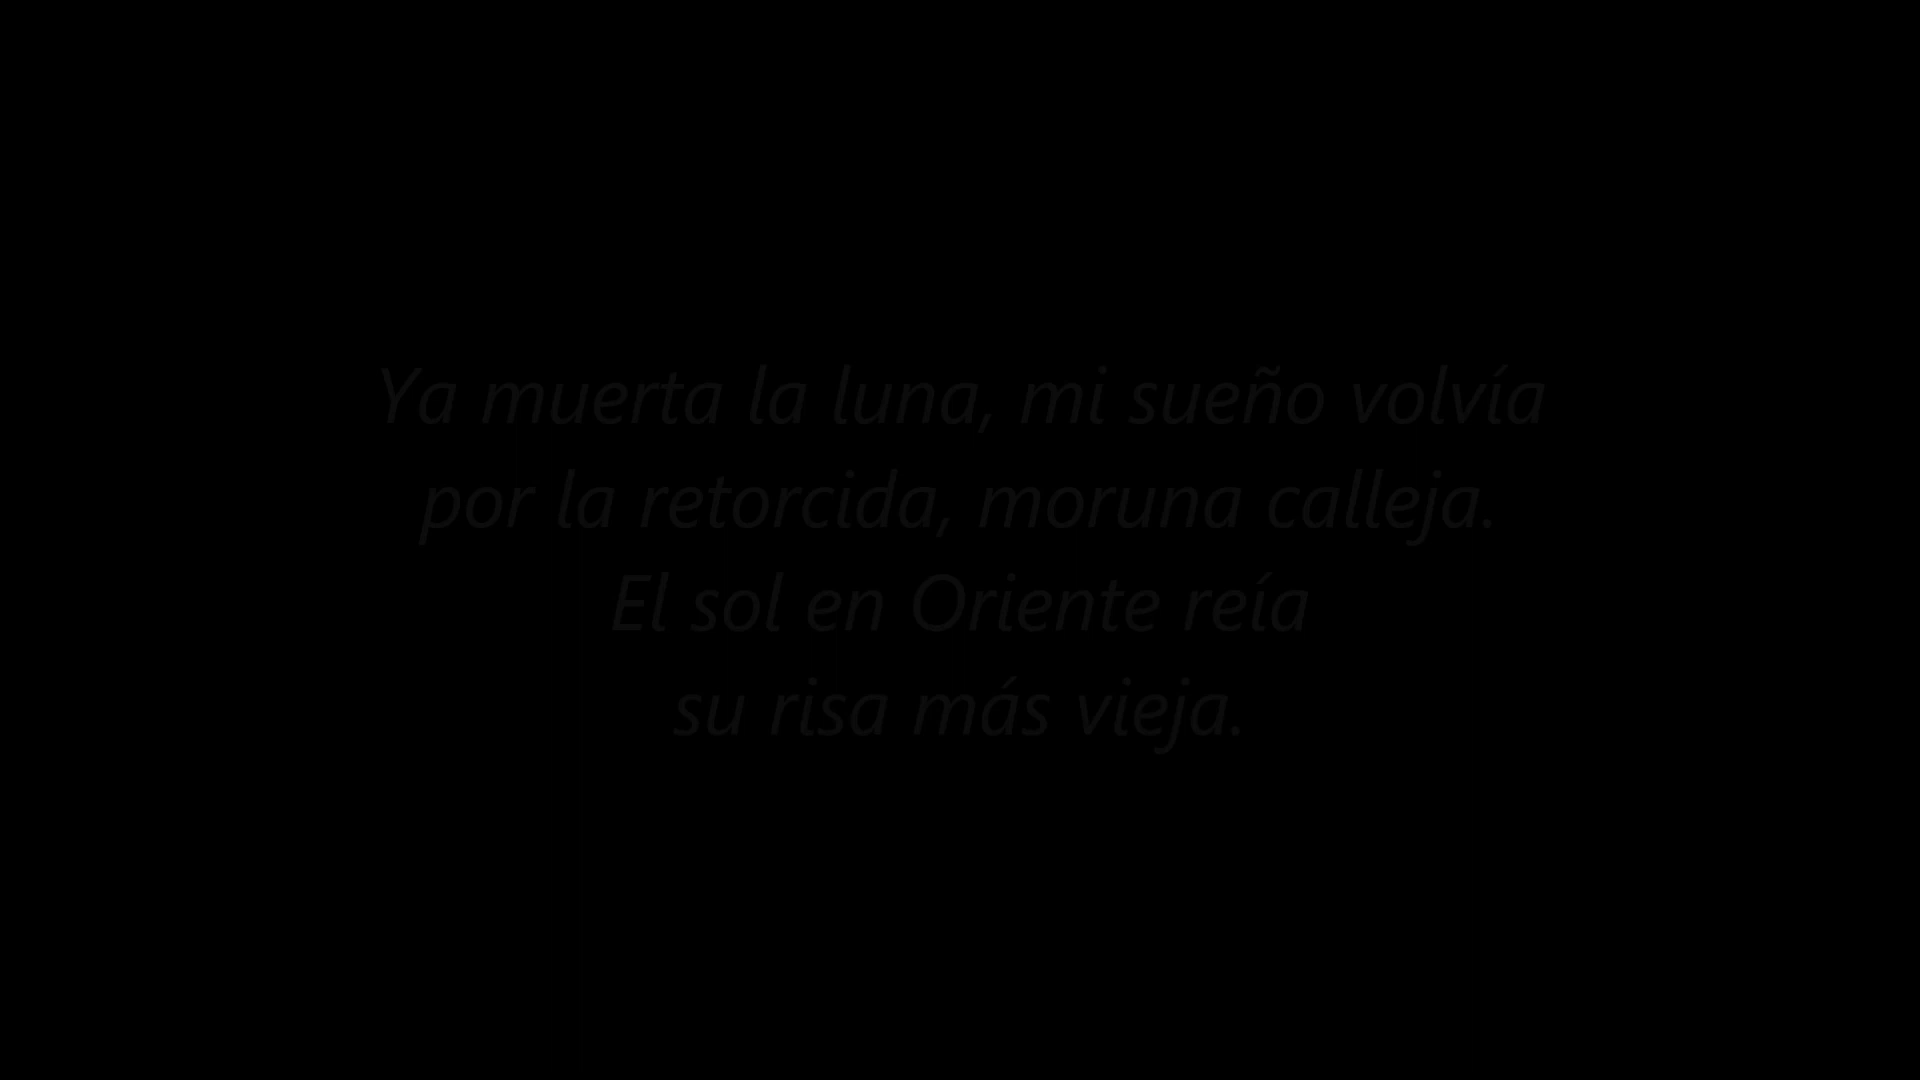 Ya muerta la luna, mi sueño volvía
por la retorcida, moruna calleja.
El sol en Oriente reía
su risa más vieja.